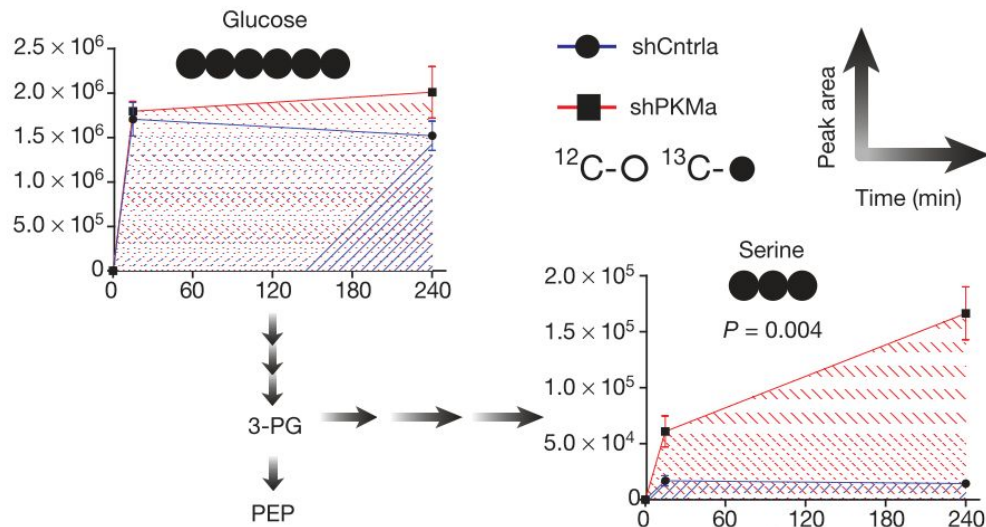 Glucose
2.5 × 10⁶
2.0 × 10⁶
1.5 × 10⁶
1.0 × 10⁶
5.0 × 10⁵
0
0 60 120 180 240
shCntrla
shPKMa
¹²C- ¹³C-
Peak area
Time (min)
3-PG
PEP
Serine
P = 0.004
2.0 × 10⁵
1.5 × 10⁵
1.0 × 10⁵
5.0 × 10⁴
0
0 60 120 180 240